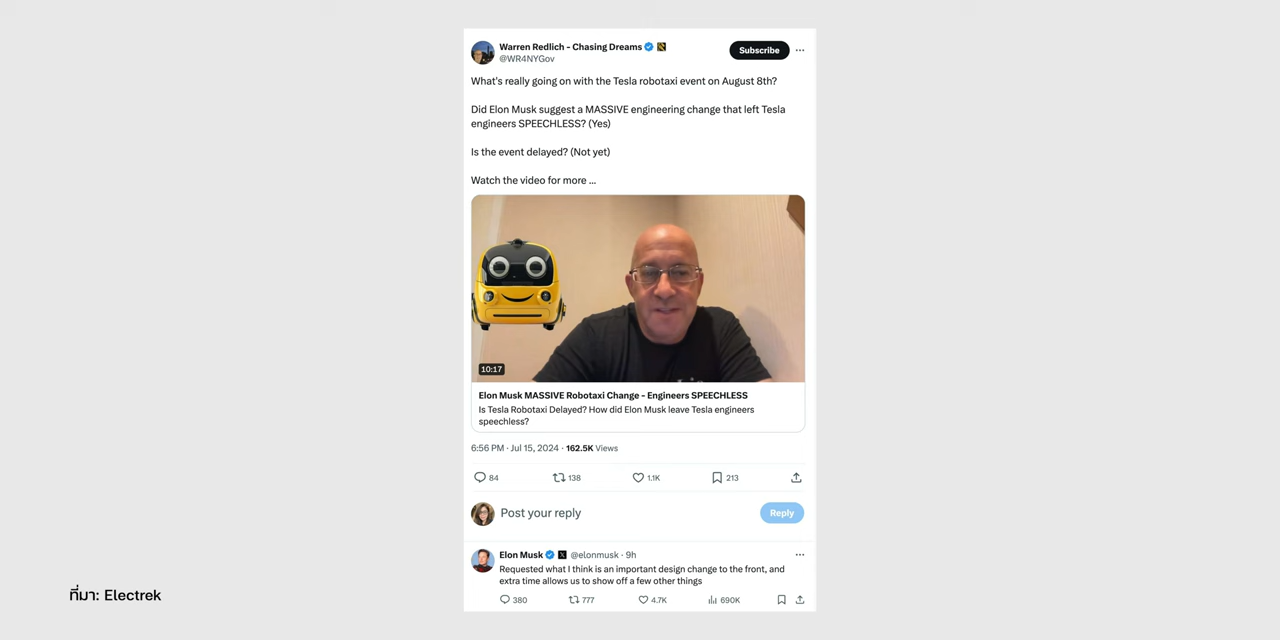 Warren Redlich - Chasing Dreams
Subscribe
@WR4NYGov
What's really going on with the Tesla robotaxi event on August 8th?
Did Elon Musk suggest a MASSIVE engineering change that left Tesla
engineers SPEECHLESS? (Yes)
Is the event delayed? (Not yet)
Watch the video for more ...
10:17
Elon Musk MASSIVE Robotaxi Change - Engineers SPEECHLESS
Is Tesla Robotaxi Delayed? How did Elon Musk leave Tesla engineers
speechless?
6:56 PM · Jul 15, 2024 · 162.5K Views
84 138 1.1K 213
Post your reply
Reply
Elon Musk @elonmusk · 9h
Requested what I think is an important design change to the front, and
extra time allows us to show off a few other things
380 777 4.7K 690K
ที่มา: Electrek